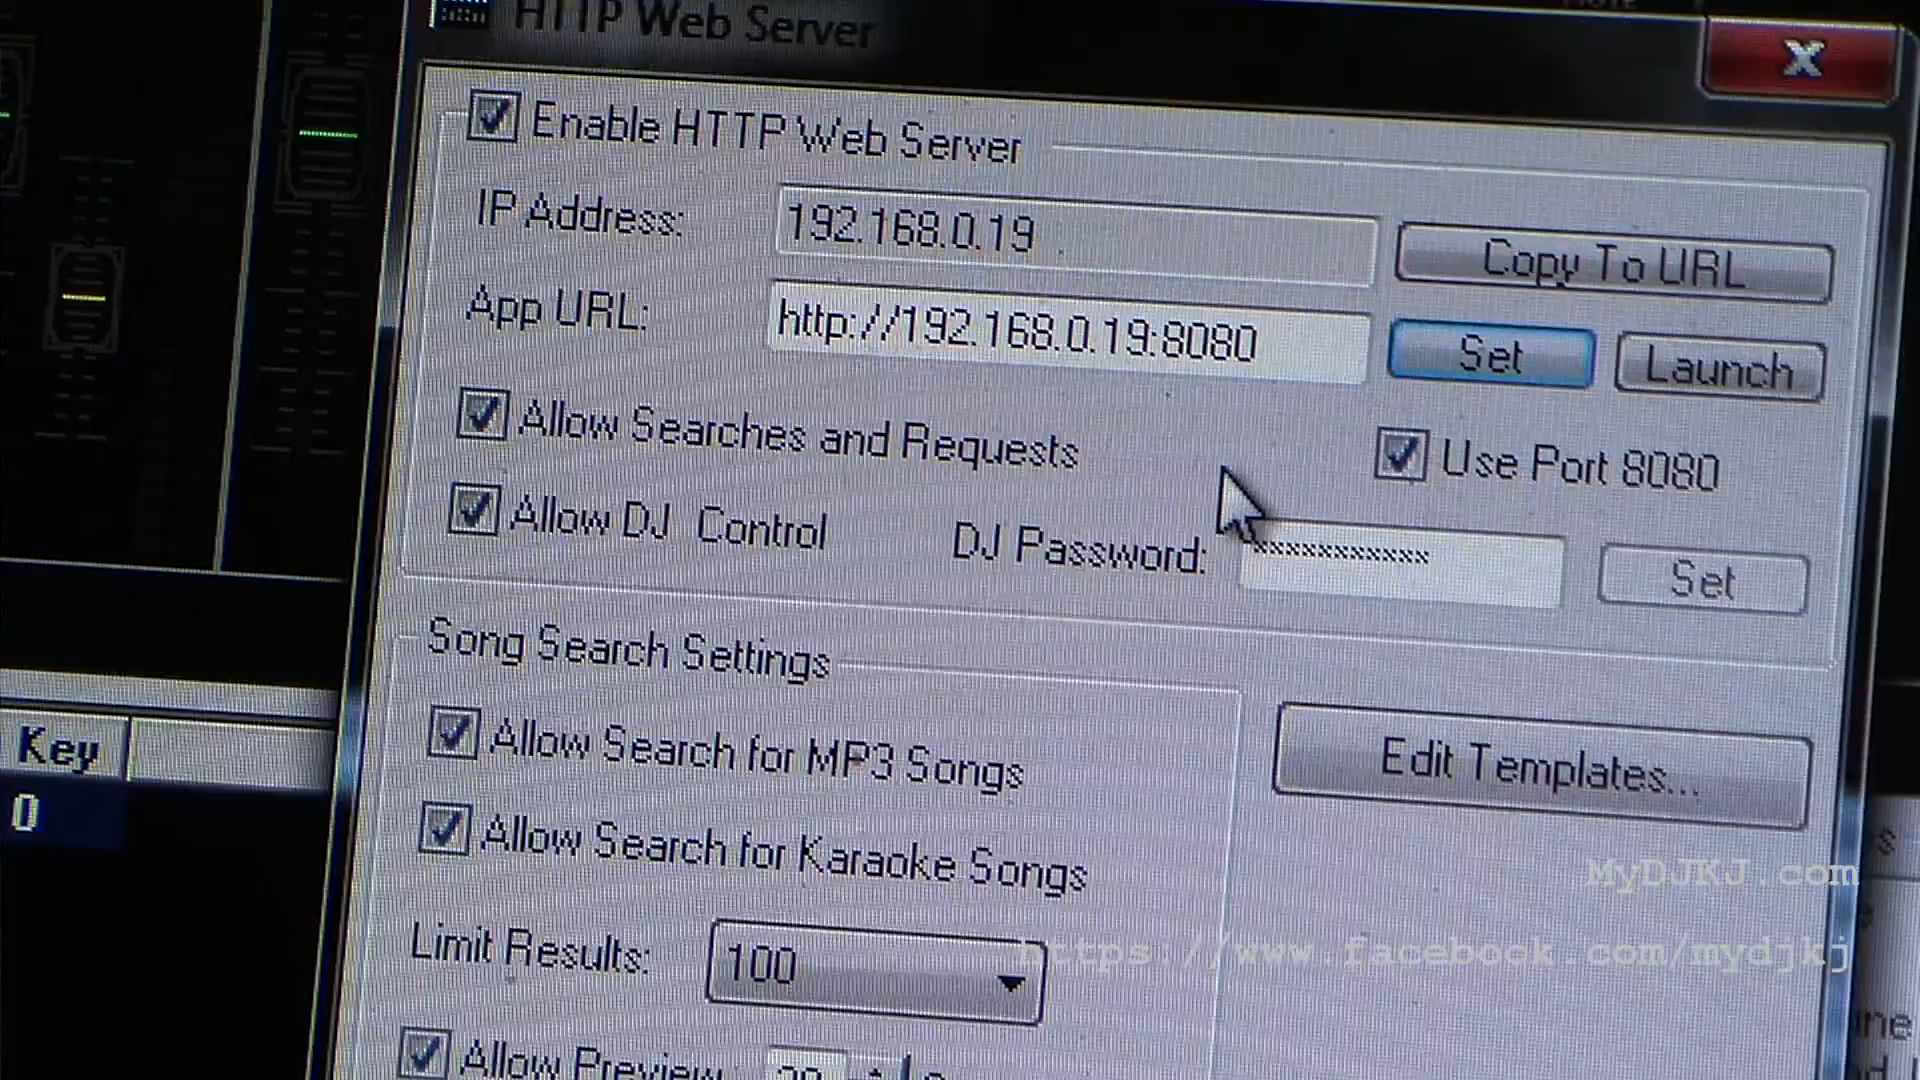 HTTP Web Server
X
Enable HTTP Web Server
IP Address: 192.168.0.19 Copy To URL
App URL: http://192.168.0.19:8080 Set Launch
Allow Searches and Requests Use Port 8080
Allow DJ Control DJ Password: Set
Song Search Settings
Key
Allow Search for MP3 Songs Edit Templates...
0
Allow Search for Karaoke Songs
MyDJKJ.com
Limit Results: 100
https://www.facebook.com/mydjkj
Allow Preview